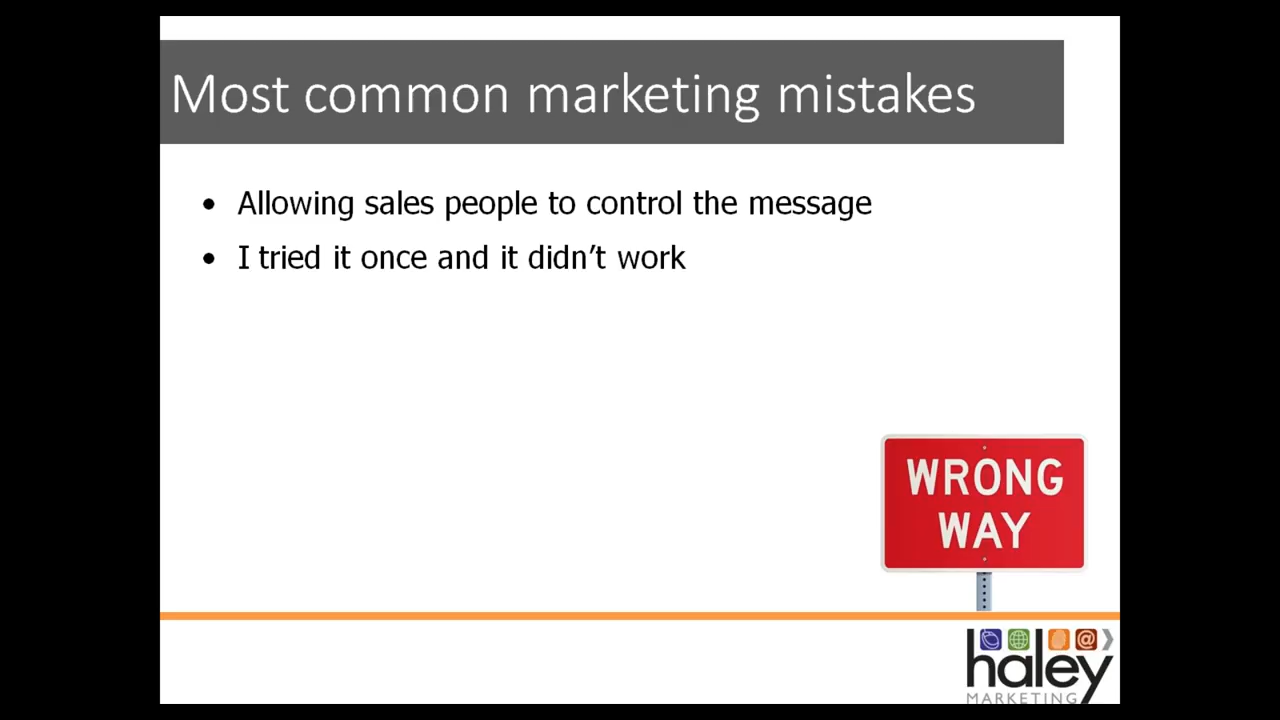 Most common marketing mistakes
• Allowing sales people to control the message
• I tried it once and it didn’t work
WRONG
WAY
haley
MARKETING